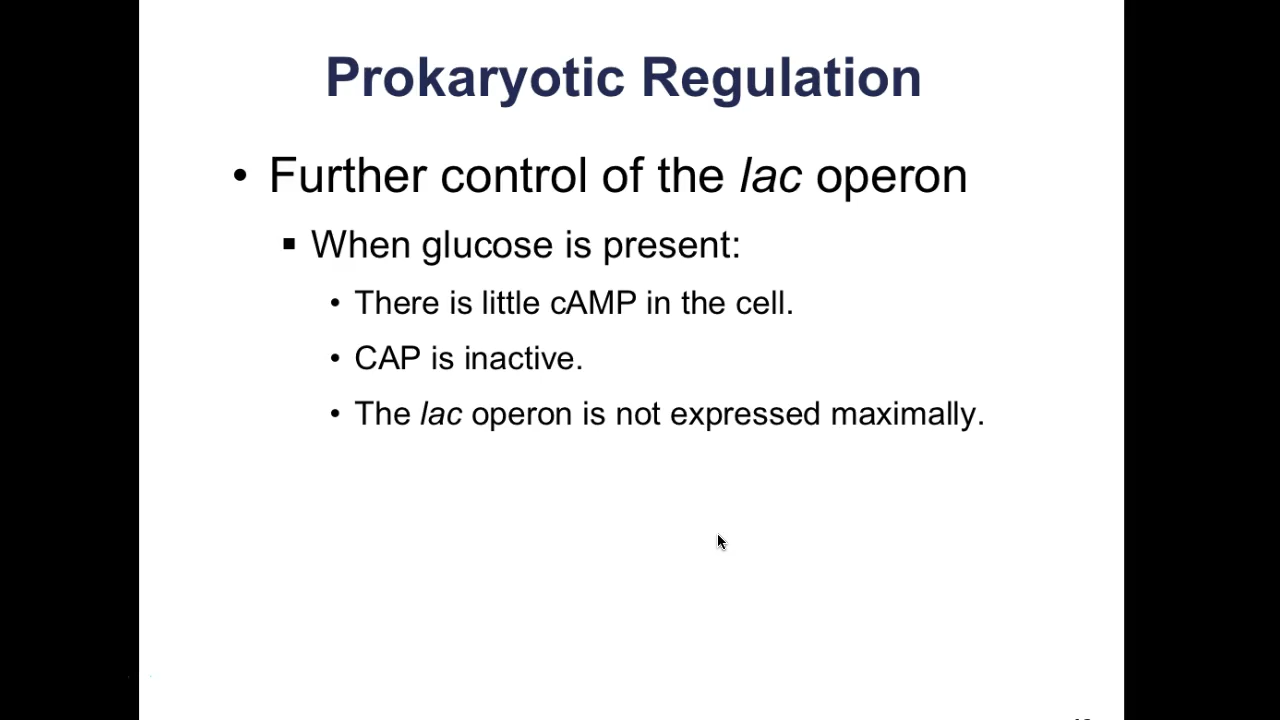 Prokaryotic Regulation
• Further control of the lac operon
▪ When glucose is present:
• There is little cAMP in the cell.
• CAP is inactive.
• The lac operon is not expressed maximally.